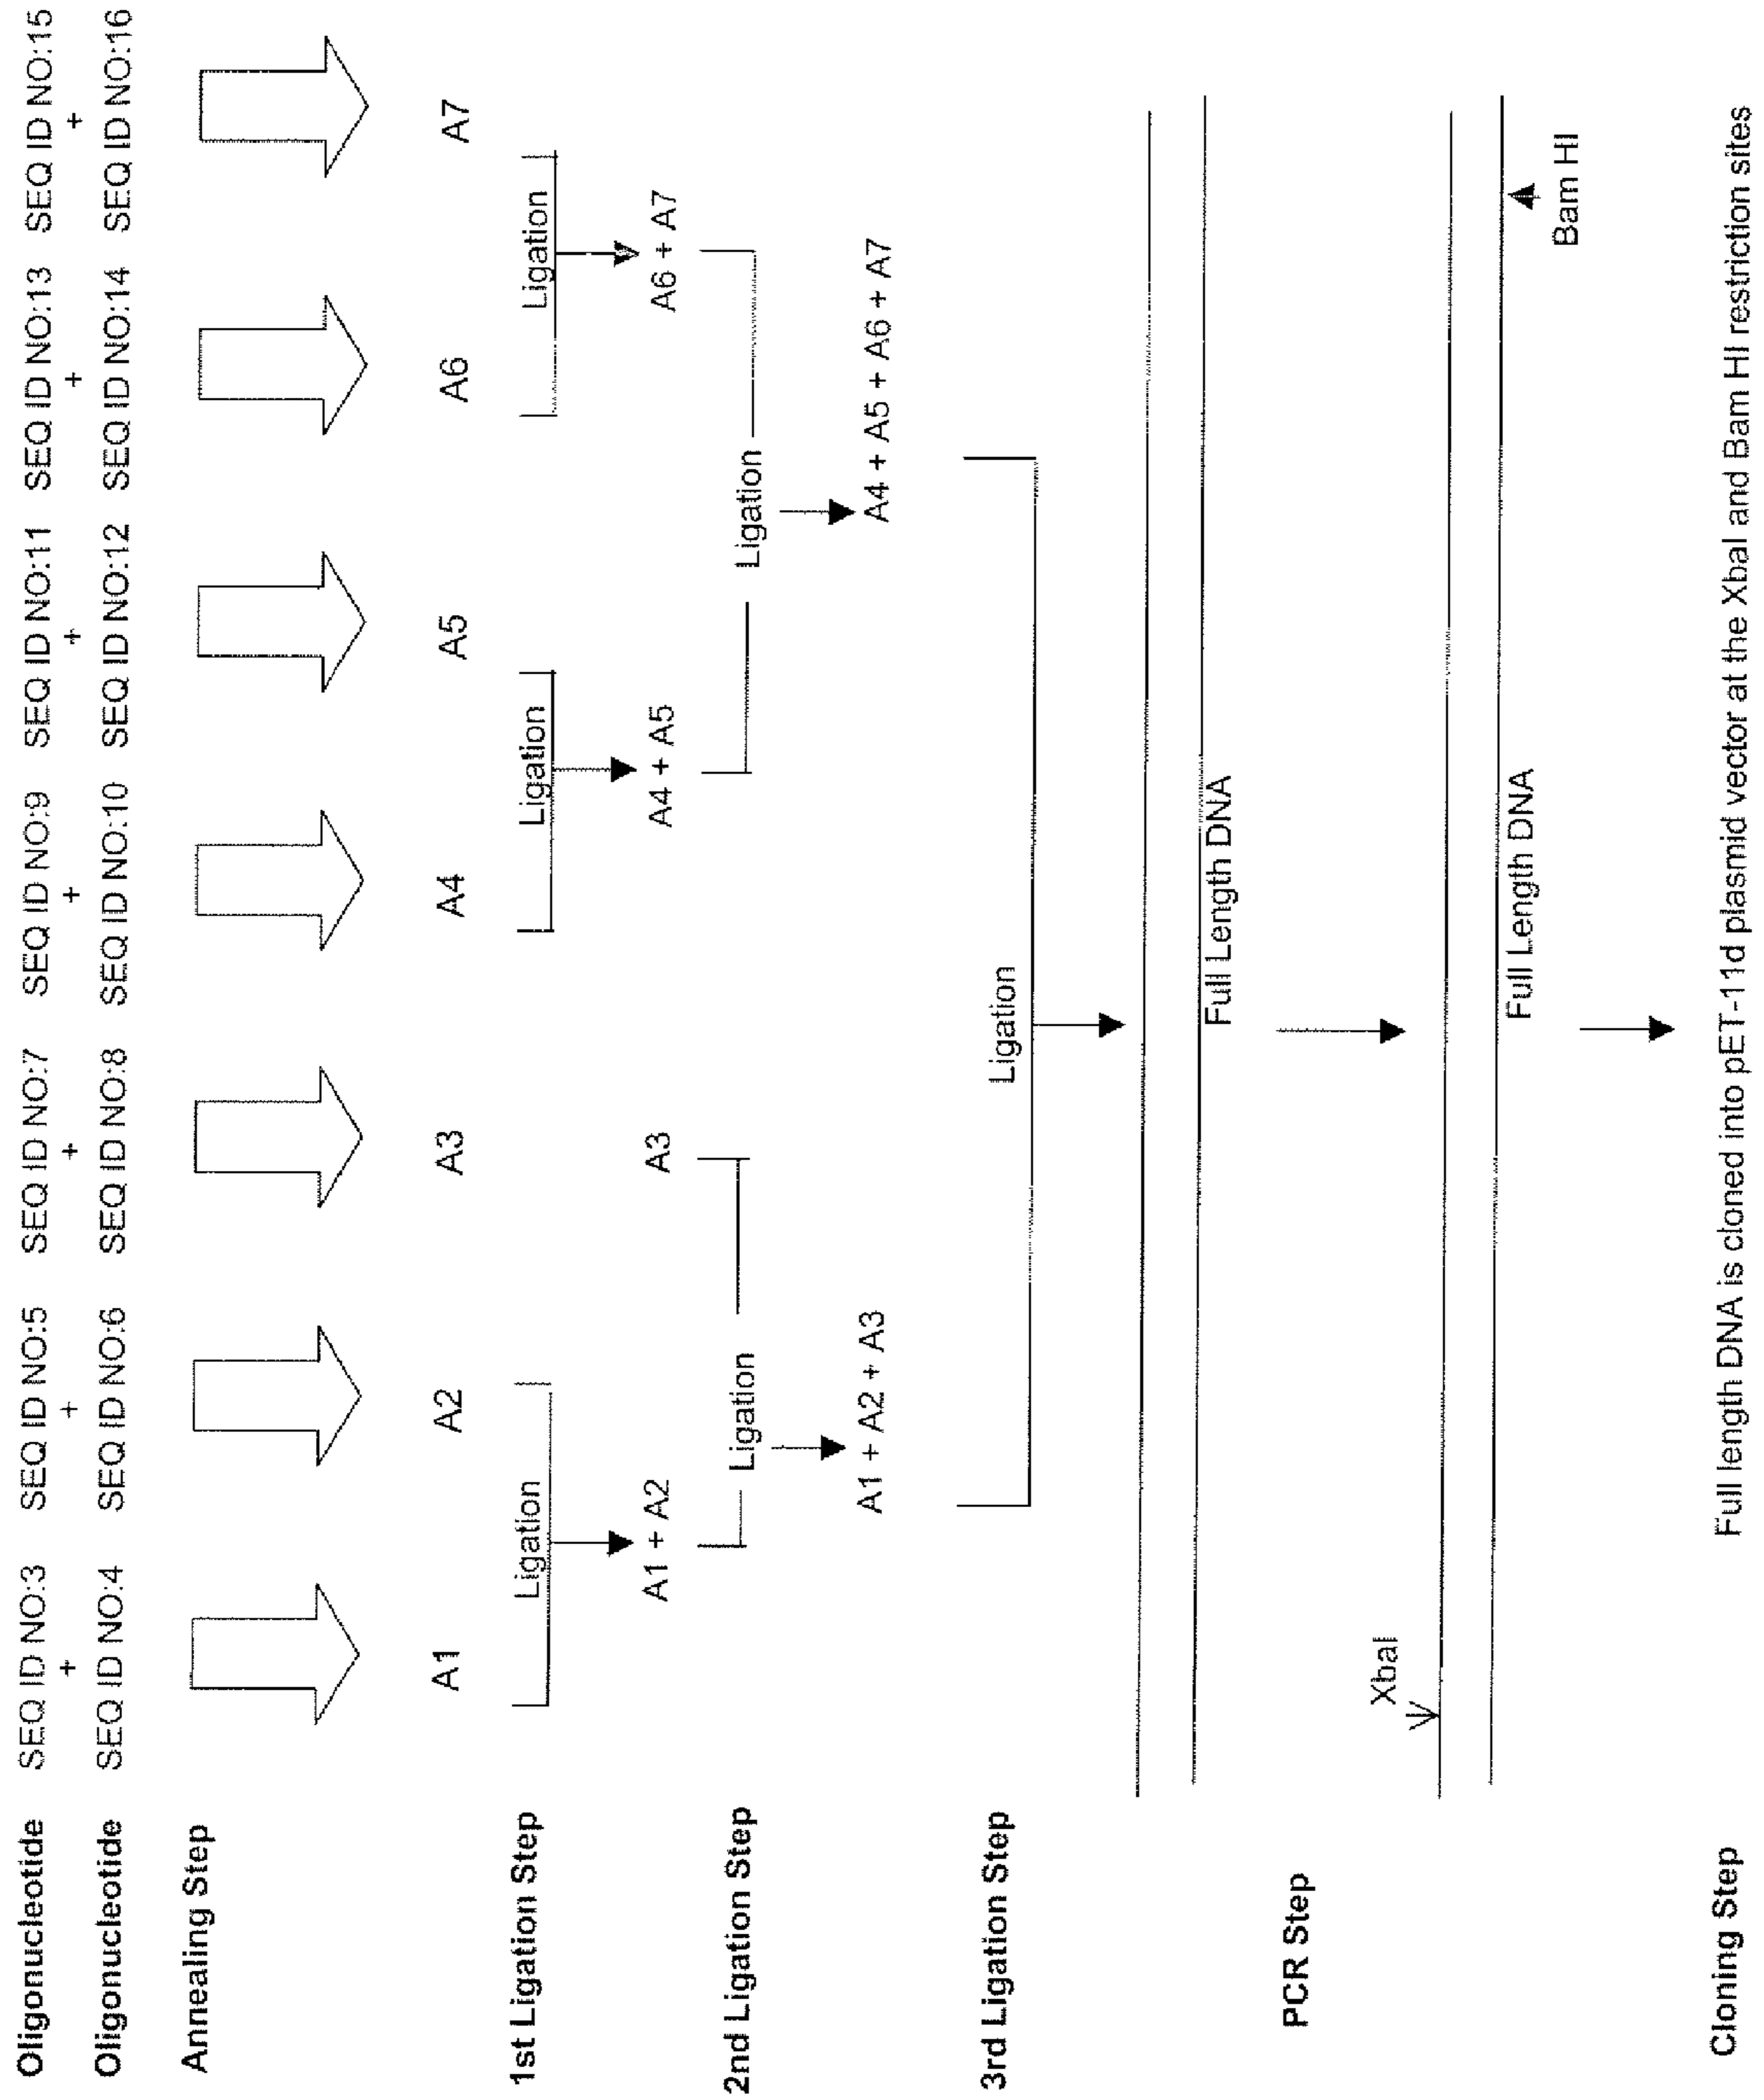 Oligonucleotide SEQ ID NO:3 SEQ ID NO:5 SEQ ID NO:7 SEQ ID NO:9 SEQ ID NO:11 SEQ ID NO:13 SEQ ID NO:15
+ + + + + + +
Oligonucleotide SEQ ID NO:4 SEQ ID NO:6 SEQ ID NO:8 SEQ ID NO:10 SEQ ID NO:12 SEQ ID NO:14 SEQ ID NO:16
Annealing Step
A1 A2 A3 A4 A5 A6 A7
1st Ligation Step Ligation Ligation Ligation
A1 + A2 A3 A4 + A5 A6 + A7
2nd Ligation Step Ligation Ligation
A1 + A2 + A3 A4 + A5 + A6 + A7
3rd Ligation Step Ligation
Full Length DNA
PCR Step
XbaI
Full Length DNA
Bam HI
Cloning Step Full length DNA is cloned into pET-11d plasmid vector at the XbaI and Bam HI restriction sites